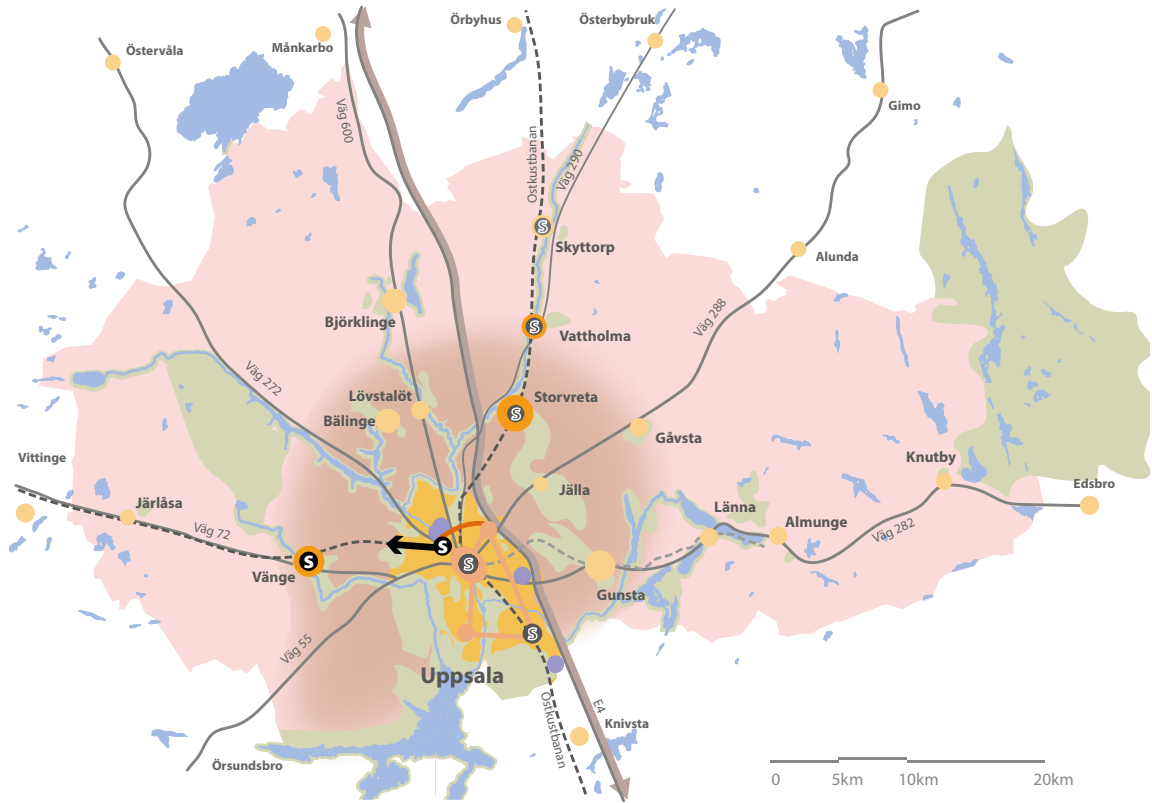 Östervåla
Månkarbo
Örbyhus
Österbybruk
Gimo
Väg 600
Ostkustbanan
Väg 290
S
Skyttorp
Alunda
Björklinge
S
Vattholma
Väg 288
Väg 272
Lövstalöt
Storvreta
Bälinge
S
Gåvsta
Vittinge
Knutby
Järlåsa
Jälla
Edsbro
Länna
Almunge
Väg 72
Väg 282
S
S
S
Vänge
Gunsta
S
Väg 55
Uppsala
Ostkustbanan
E4
Knivsta
Örsundsbro
0 5km 10km 20km